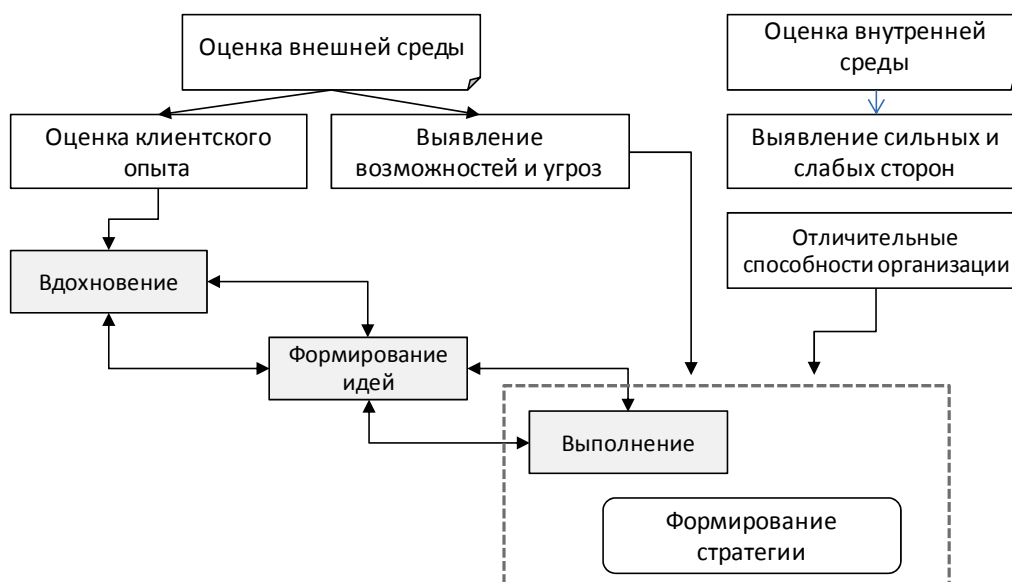 Оценка внешней среды
Оценка внутренней
среды
Оценка клиентского
опыта
Выявление
возможностей и угроз
Выявление сильных и
слабых сторон
Отличительные
способности организации
Вдохновение
Формирование
идей
Выполнение
Формирование
стратегии